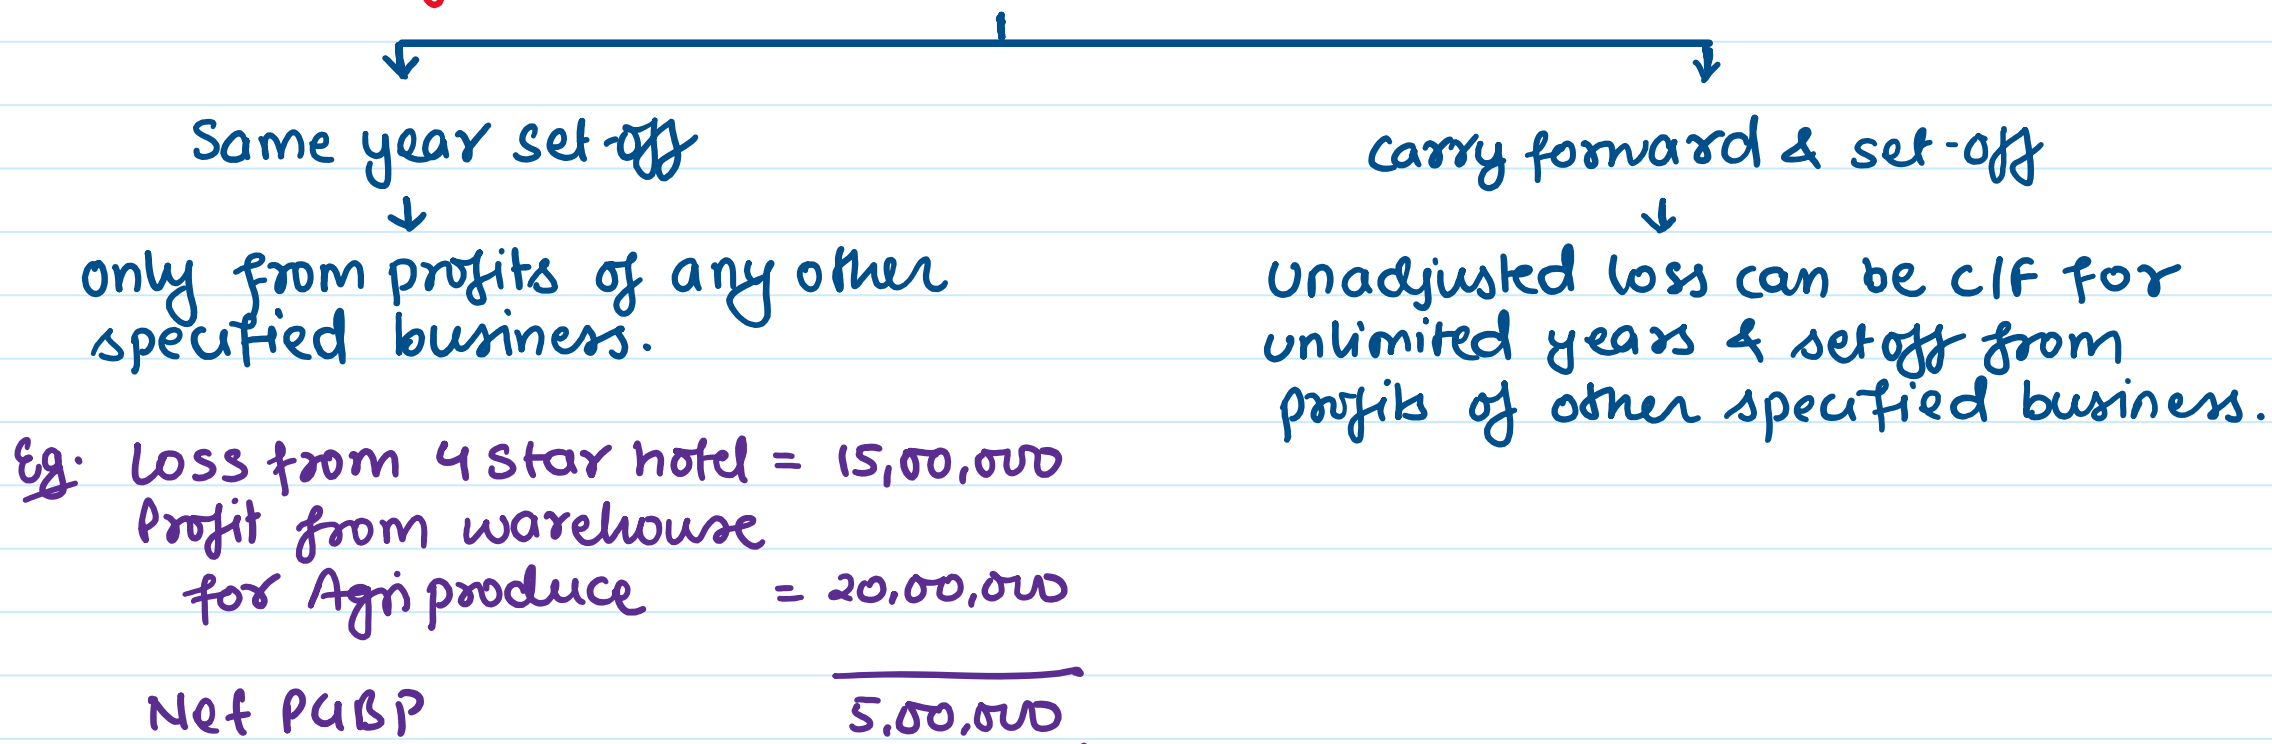 Same year set-off
↓
only from profits of any other
specified business.
Carry forward & set-off
↓
Unadjusted loss can be C/F for
unlimited years & setoff from
profits of other specified business.
Eg. Loss from 4 star hotel = 15,00,000
Profit from warehouse
for Agri produce = 20,00,000
Net PGBP 5,00,000